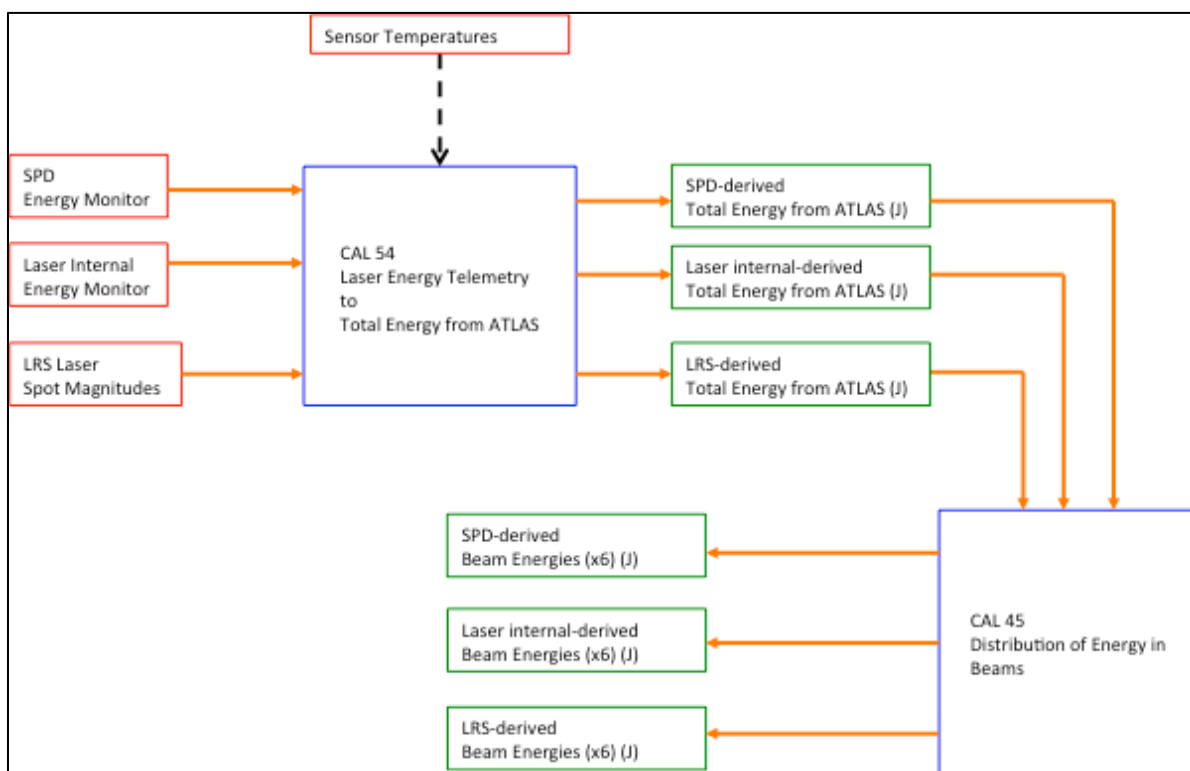 Sensor Temperatures
SPD
Energy Monitor
Laser Internal
Energy Monitor
LRS Laser
Spot Magnitudes
CAL 54
Laser Energy Telemetry
to
Total Energy from ATLAS
SPD-derived
Total Energy from ATLAS (J)
Laser internal-derived
Total Energy from ATLAS (J)
LRS-derived
Total Energy from ATLAS (J)
SPD-derived
Beam Energies (x6) (J)
Laser internal-derived
Beam Energies (x6) (J)
LRS-derived
Beam Energies (x6) (J)
CAL 45
Distribution of Energy in
Beams